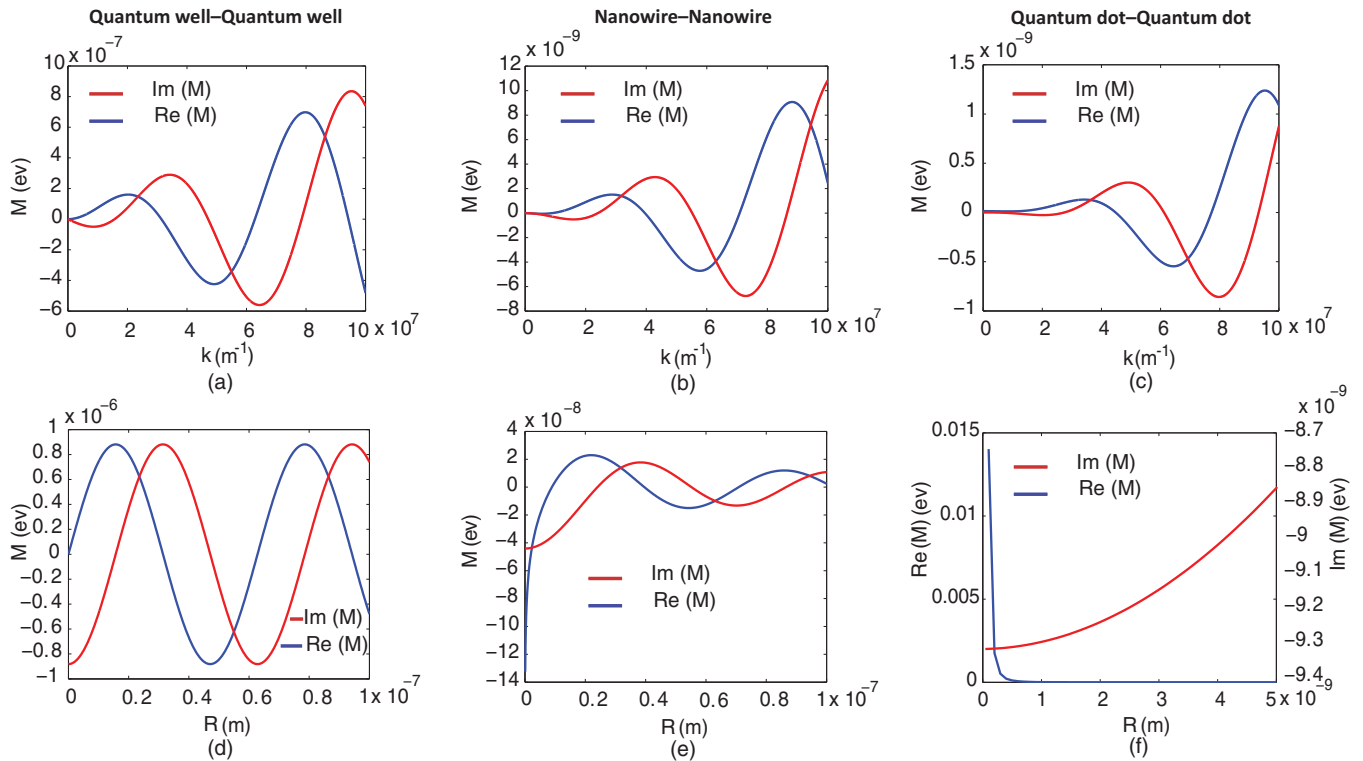 Quantum well–Quantum well
Nanowire–Nanowire
Quantum dot–Quantum dot
x 10⁻⁷
10
8
6
4
2
0
−2
−4
−6
M (ev)
Im (M)
Re (M)
0 2 4 6 8 10 x 10⁷
k (m⁻¹)
(a)
x 10⁻⁹
12
10
8
6
4
2
0
−2
−4
−6
−8
M (ev)
Im (M)
Re (M)
0 2 4 6 8 10 x 10⁷
k (m⁻¹)
(b)
x 10⁻⁹
1.5
1
0.5
0
−0.5
−1
M (ev)
Im (M)
Re (M)
0 2 4 6 8 10 x 10⁷
k (m⁻¹)
(c)
x 10⁻⁶
1
0.8
0.6
0.4
0.2
0
−0.2
−0.4
−0.6
−0.8
−1
M (ev)
Im (M)
Re (M)
0 0.2 0.4 0.6 0.8 1 x 10⁻⁷
R (m)
(d)
x 10⁻⁸
4
2
0
−2
−4
−6
−8
−10
−12
−14
M (ev)
Im (M)
Re (M)
0 0.2 0.4 0.6 0.8 1 x 10⁻⁷
R (m)
(e)
0.015
0.01
0.005
0
Re (M) (ev)
Im (M)
Re (M)
x 10⁻⁹
−8.7
−8.8
−8.9
−9
−9.1
−9.2
−9.3
−9.4
Im (M) (ev)
0 1 2 3 4 5 x 10⁻⁹
R (m)
(f)